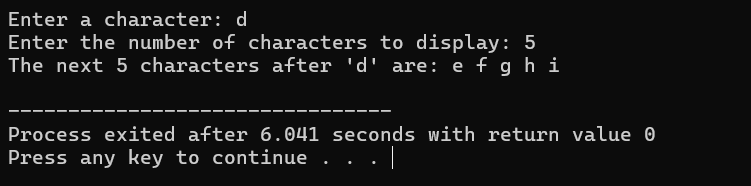 Enter a character: d
Enter the number of characters to display: 5
The next 5 characters after 'd' are: e f g h i
--------------------------------
Process exited after 6.041 seconds with return value 0
Press any key to continue . . .